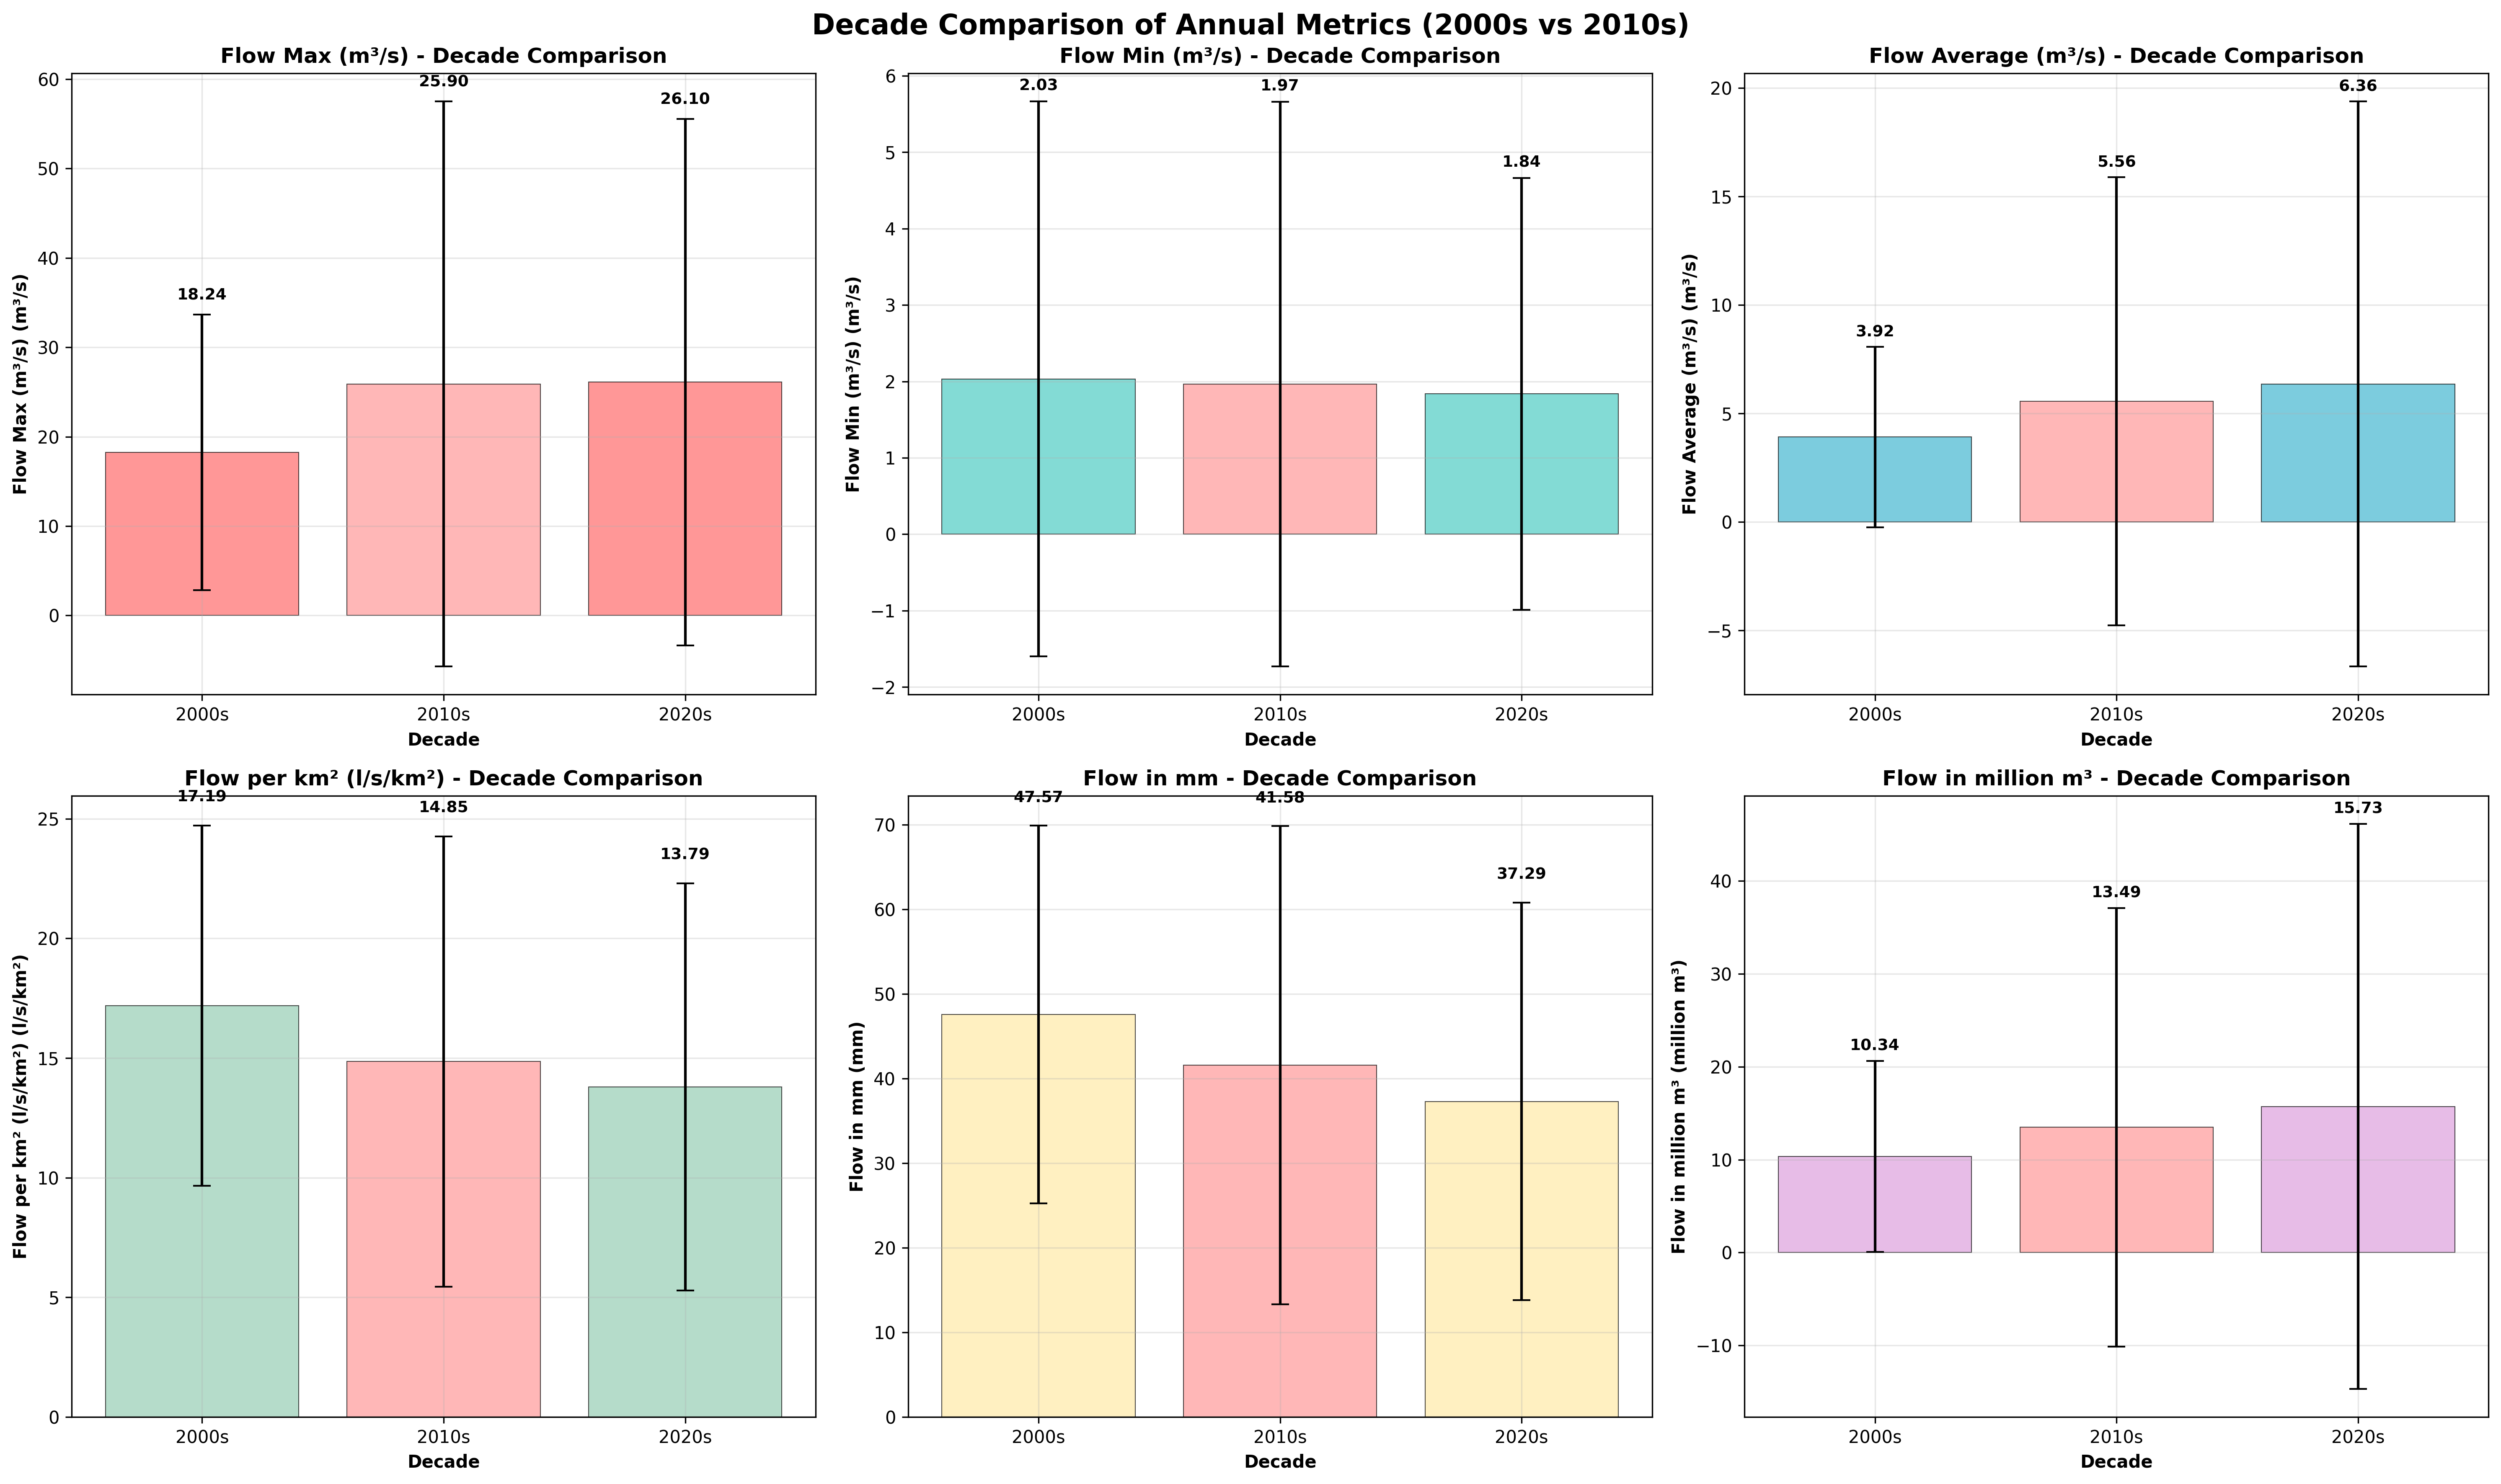 Decade Comparison of Annual Metrics (2000s vs 2010s)
Flow Max (m³/s) - Decade Comparison
Flow Max (m³/s) (m³/s)
60
50
40
30
20
10
0
18.24
25.90
26.10
2000s
2010s
2020s
Decade
Flow Min (m³/s) - Decade Comparison
Flow Min (m³/s) (m³/s)
6
5
4
3
2
1
0
−1
−2
2.03
1.97
1.84
2000s
2010s
2020s
Decade
Flow Average (m³/s) - Decade Comparison
Flow Average (m³/s) (m³/s)
20
15
10
5
0
−5
3.92
5.56
6.36
2000s
2010s
2020s
Decade
Flow per km² (l/s/km²) - Decade Comparison
Flow per km² (l/s/km²) (l/s/km²)
25
20
15
10
5
0
17.19
14.85
13.79
2000s
2010s
2020s
Decade
Flow in mm - Decade Comparison
Flow in mm (mm)
70
60
50
40
30
20
10
0
47.57
41.58
37.29
2000s
2010s
2020s
Decade
Flow in million m³ - Decade Comparison
Flow in million m³ (million m³)
40
30
20
10
0
−10
10.34
13.49
15.73
2000s
2010s
2020s
Decade